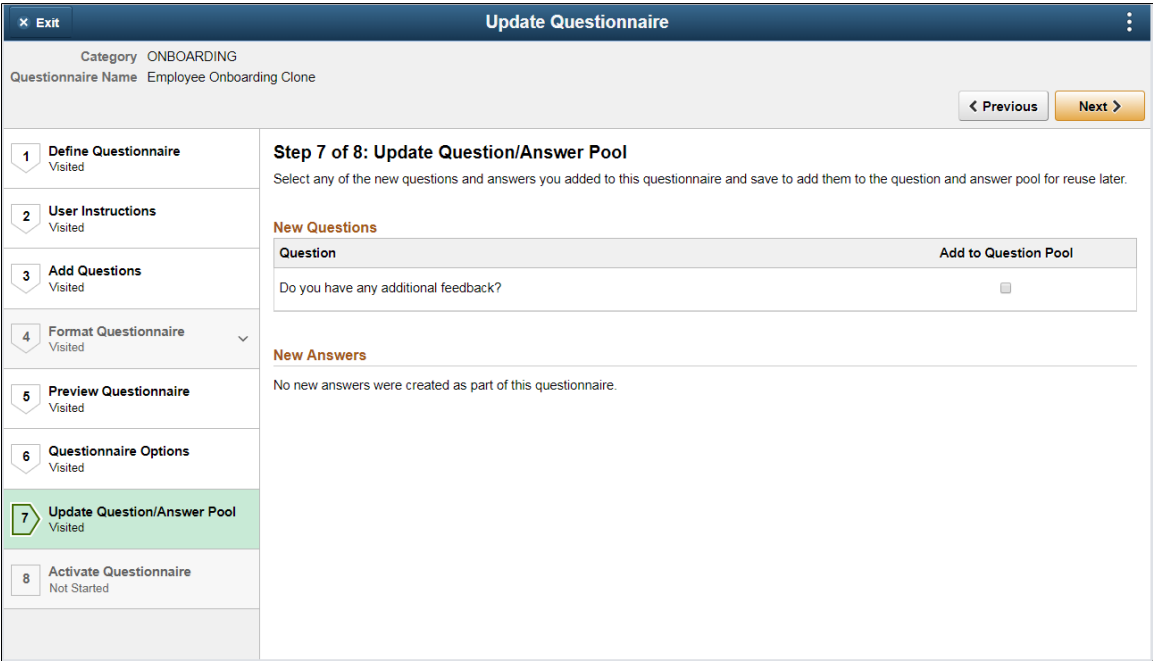 × Exit
Update Questionnaire
Category ONBOARDING
Questionnaire Name Employee Onboarding Clone
Previous
Next
1 Define Questionnaire
Visited
2 User Instructions
Visited
3 Add Questions
Visited
4 Format Questionnaire
Visited
5 Preview Questionnaire
Visited
6 Questionnaire Options
Visited
7 Update Question/Answer Pool
Visited
8 Activate Questionnaire
Not Started
Step 7 of 8: Update Question/Answer Pool
Select any of the new questions and answers you added to this questionnaire and save to add them to the question and answer pool for reuse later.
New Questions
Question Add to Question Pool
Do you have any additional feedback?
New Answers
No new answers were created as part of this questionnaire.